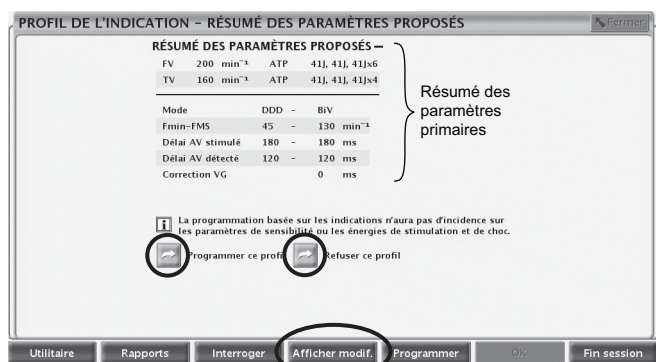 PROFIL DE L'INDICATION – RÉSUMÉ DES PARAMÈTRES PROPOSÉS
Fermer
RÉSUMÉ DES PARAMÈTRES PROPOSÉS
FV 200 min⁻¹ ATP 41J, 41J, 41Jx6
TV 160 min⁻¹ ATP 41J, 41J, 41Jx4
Mode DDD – BiV
Fmin-FMS 45 – 130 min⁻¹
Délai AV stimulé 180 – 180 ms
Délai AV détecté 120 – 120 ms
Correction VG 0 ms
Résumé des
paramètres
primaires
i La programmation basée sur les indications n'aura pas d'incidence sur
les paramètres de sensibilité ou les énergies de stimulation et de choc.
Programmer ce profil Refuser ce profil
Utilitaire Rapports Interroger Afficher modif. Programmer OK Fin session